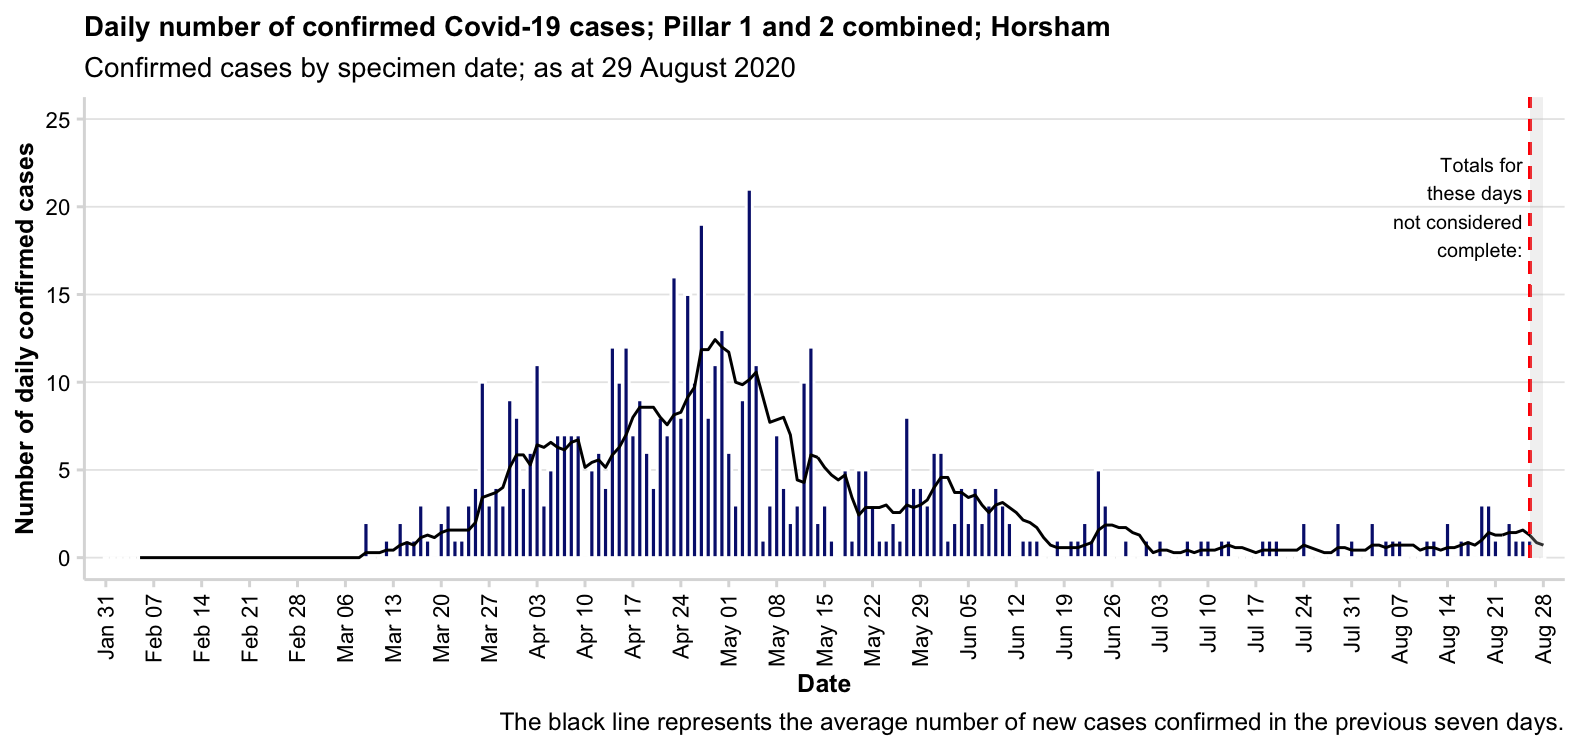 Daily number of confirmed Covid-19 cases; Pillar 1 and 2 combined; Horsham
Confirmed cases by specimen date; as at 29 August 2020
Number of daily confirmed cases
25
20
15
10
5
0
Totals for
these days
not considered
complete:
Jan 31
Feb 07
Feb 14
Feb 21
Feb 28
Mar 06
Mar 13
Mar 20
Mar 27
Apr 03
Apr 10
Apr 17
Apr 24
May 01
May 08
May 15
May 22
May 29
Jun 05
Jun 12
Jun 19
Jun 26
Jul 03
Jul 10
Jul 17
Jul 24
Jul 31
Aug 07
Aug 14
Aug 21
Aug 28
Date
The black line represents the average number of new cases confirmed in the previous seven days.